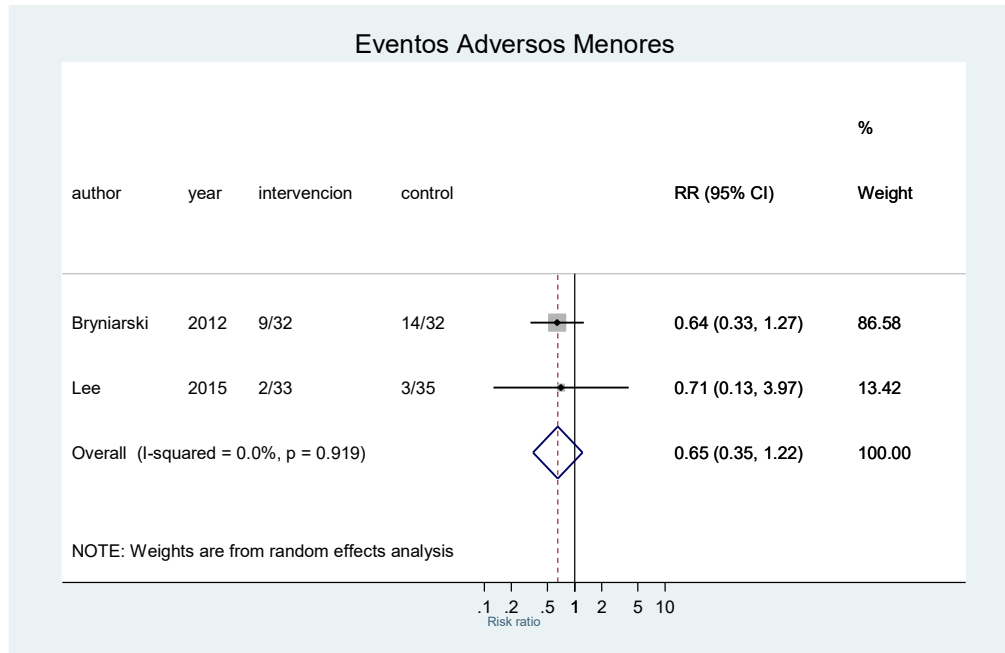 Eventos Adversos Menores
%
author year intervencion control RR (95% CI) Weight
Bryniarski 2012 9/32 14/32 0.64 (0.33, 1.27) 86.58
Lee 2015 2/33 3/35 0.71 (0.13, 3.97) 13.42
Overall (I-squared = 0.0%, p = 0.919) 0.65 (0.35, 1.22) 100.00
NOTE: Weights are from random effects analysis
.1 .2 .5 1 2 5 10
Risk ratio